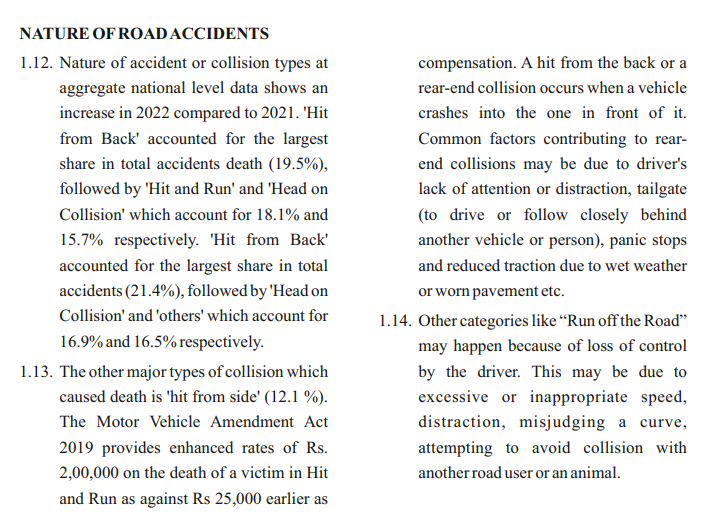 NATURE OF ROAD ACCIDENTS
1.12. Nature of accident or collision types at
aggregate national level data shows an
increase in 2022 compared to 2021. 'Hit
from Back' accounted for the largest
share in total accidents death (19.5%),
followed by 'Hit and Run' and 'Head on
Collision' which account for 18.1% and
15.7% respectively. 'Hit from Back'
accounted for the largest share in total
accidents (21.4%), followed by 'Head on
Collision' and 'others' which account for
16.9% and 16.5% respectively.
1.13. The other major types of collision which
caused death is 'hit from side' (12.1 %).
The Motor Vehicle Amendment Act
2019 provides enhanced rates of Rs.
2,00,000 on the death of a victim in Hit
and Run as against Rs 25,000 earlier as
compensation. A hit from the back or a
rear-end collision occurs when a vehicle
crashes into the one in front of it.
Common factors contributing to rear-
end collisions may be due to driver's
lack of attention or distraction, tailgate
(to drive or follow closely behind
another vehicle or person), panic stops
and reduced traction due to wet weather
or worn pavement etc.
1.14. Other categories like “Run off the Road”
may happen because of loss of control
by the driver. This may be due to
excessive or inappropriate speed,
distraction, misjudging a curve,
attempting to avoid collision with
another road user or an animal.